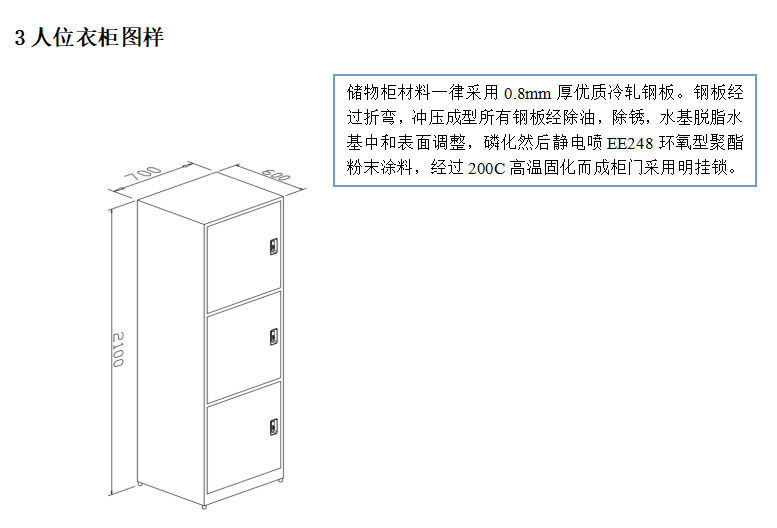 3 人位衣柜图样
储物柜材料一律采用 0.8mm 厚优质冷轧钢板。钢板经
过折弯，冲压成型所有钢板经除油，除锈，水基脱脂水
基中和表面调整，磷化然后静电喷 EE248 环氧型聚酯
粉末涂料，经过 200C 高温固化而成柜门采用明挂锁。
700
600
2100